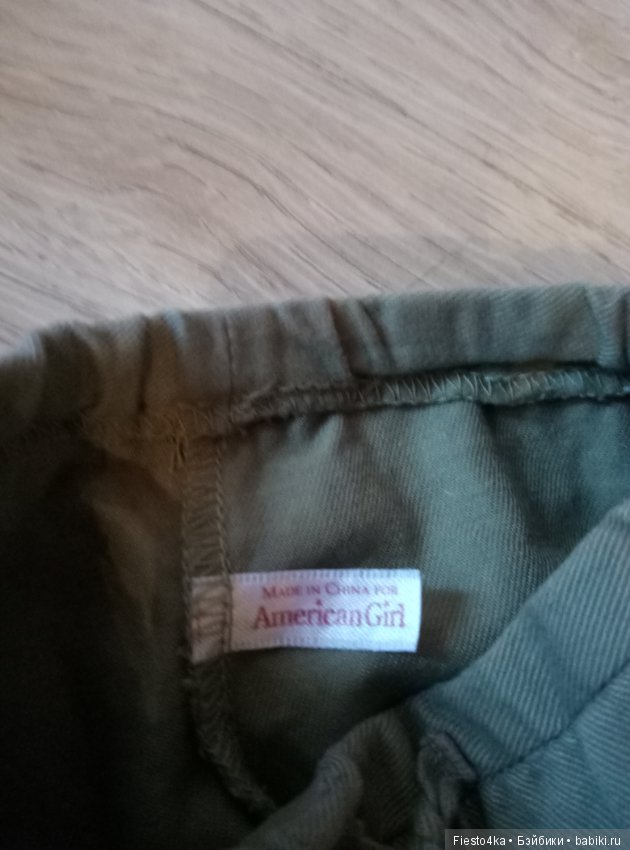 MADE IN CHINA FOR
AmericanGirl
Fiesto4ka • Бэйбики • babiki.ru